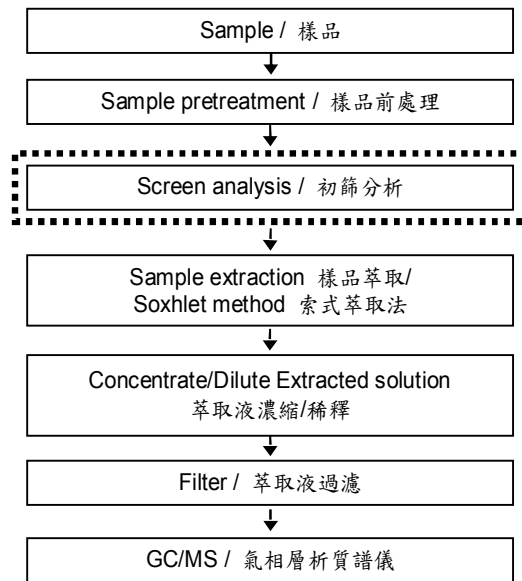 Sample / 樣品
Sample pretreatment / 樣品前處理
Screen analysis / 初篩分析
Sample extraction 樣品萃取/
Soxhlet method 索式萃取法
Concentrate/Dilute Extracted solution
萃取液濃縮/稀釋
Filter / 萃取液過濾
GC/MS / 氣相層析質譜儀